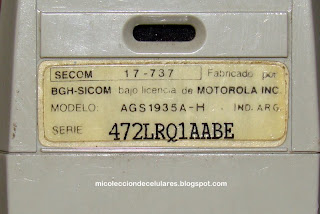 SECOM 17-737 Fabricado por
BGH-SICOM bajo licencia de MOTOROLA INC.
MODELO: AGS1935A-H IND. ARG.
SERIE 472LRQ1AABE
micolecciondecelulares.blogspot.com